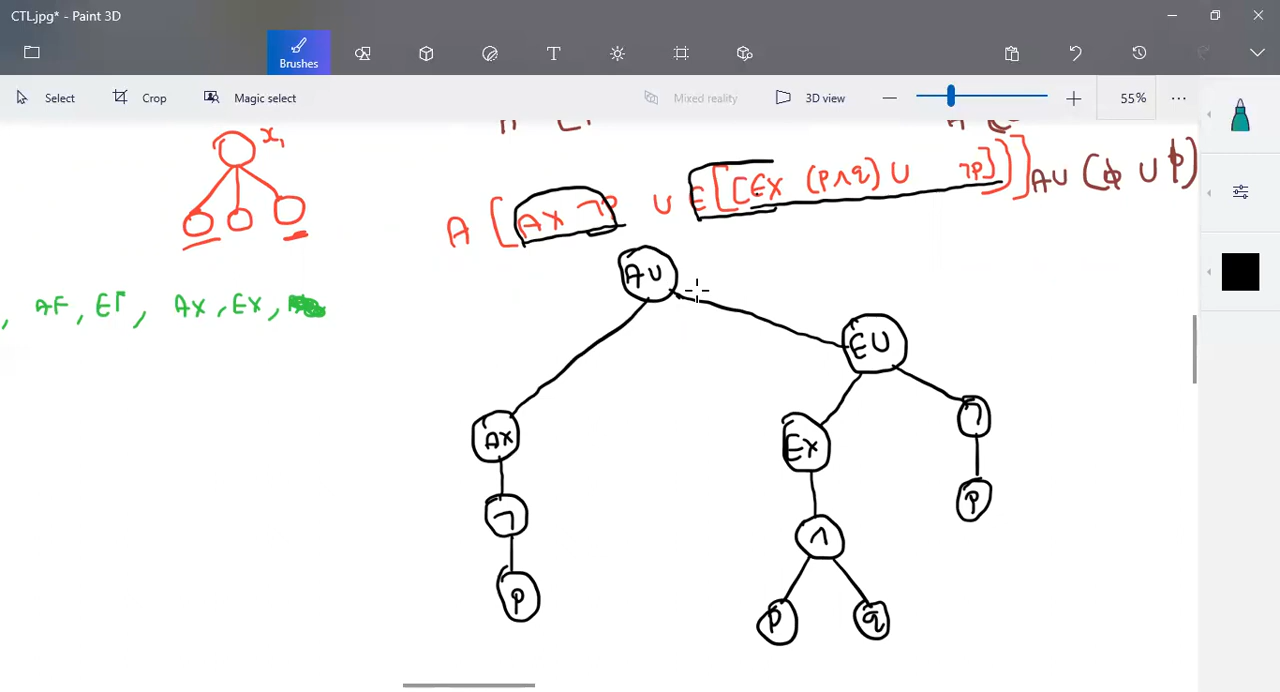 CTL.jpg* - Paint 3D
Brushes
Select Crop Magic select Mixed reality 3D view 55%
x₁
A [AX ¬p U E[[EX (p∧q) U ¬p]]] AU (ϕ U
, AF, EF, AX, EX,
AU
EU
AX EX ¬
¬ p
∧
p
p q